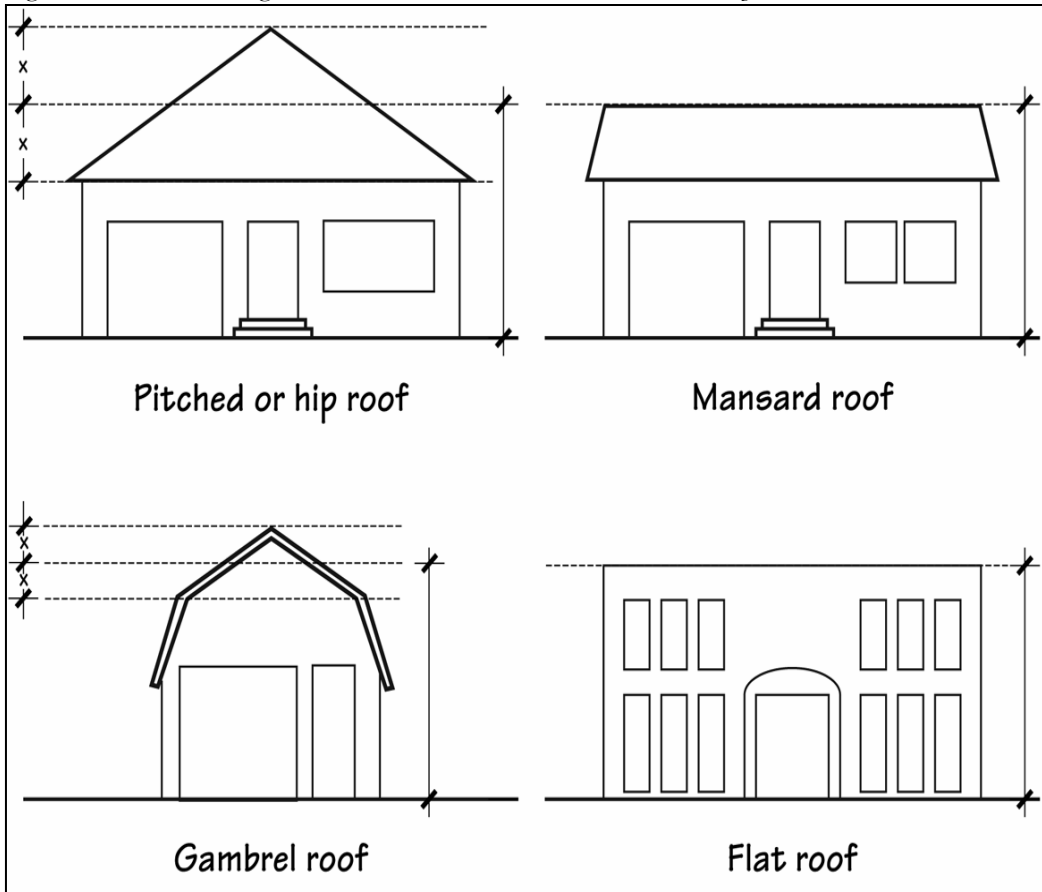 x
x
Pitched or hip roof
Mansard roof
x
x
Gambrel roof
Flat roof